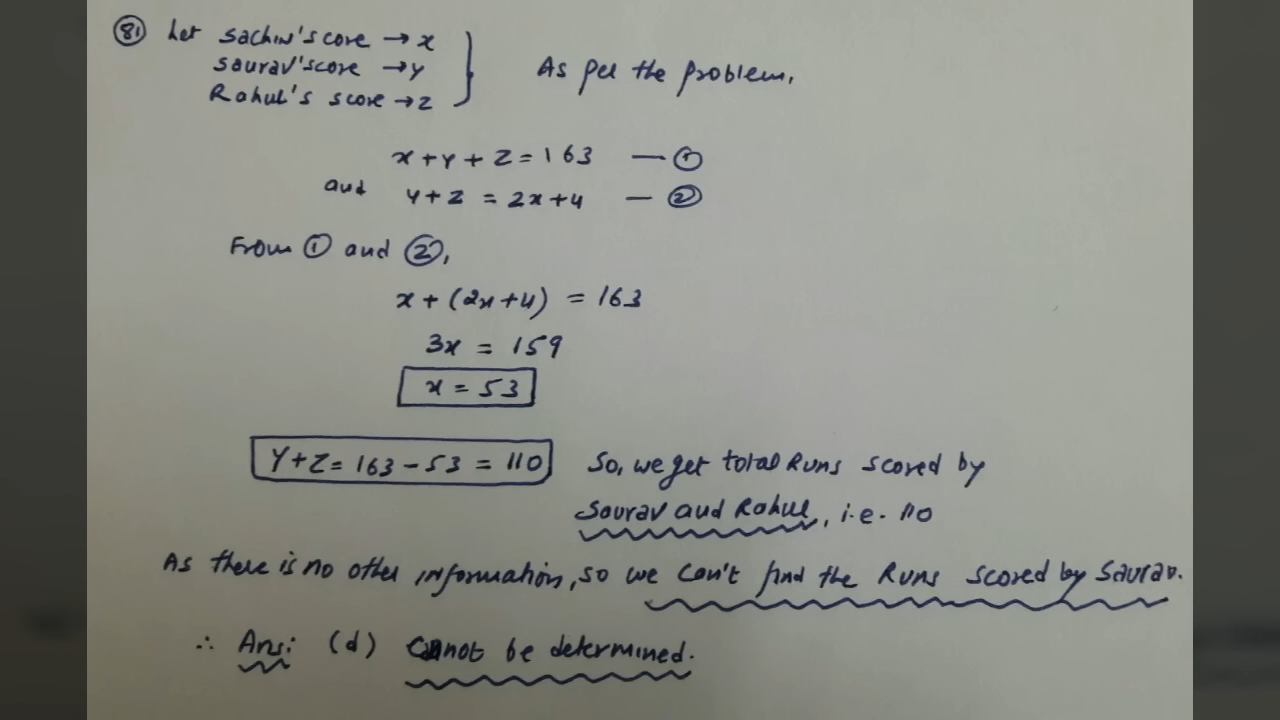 81 Let Sachin'score → x
Saurav'score → y
Rahul's score → z
As per the problem,
x + y + z = 163 — ①
and y + z = 2x + 4 — ②
From ① and ②,
x + (2x + 4) = 163
3x = 159
x = 53
Y + Z = 163 - 53 = 110 So, we get total Runs scored by
Saurav and Rahul, i.e. 110
As there is no other information, so we can't find the Runs scored by Saurav.
∴ Ans: (d) Cannot be determined.